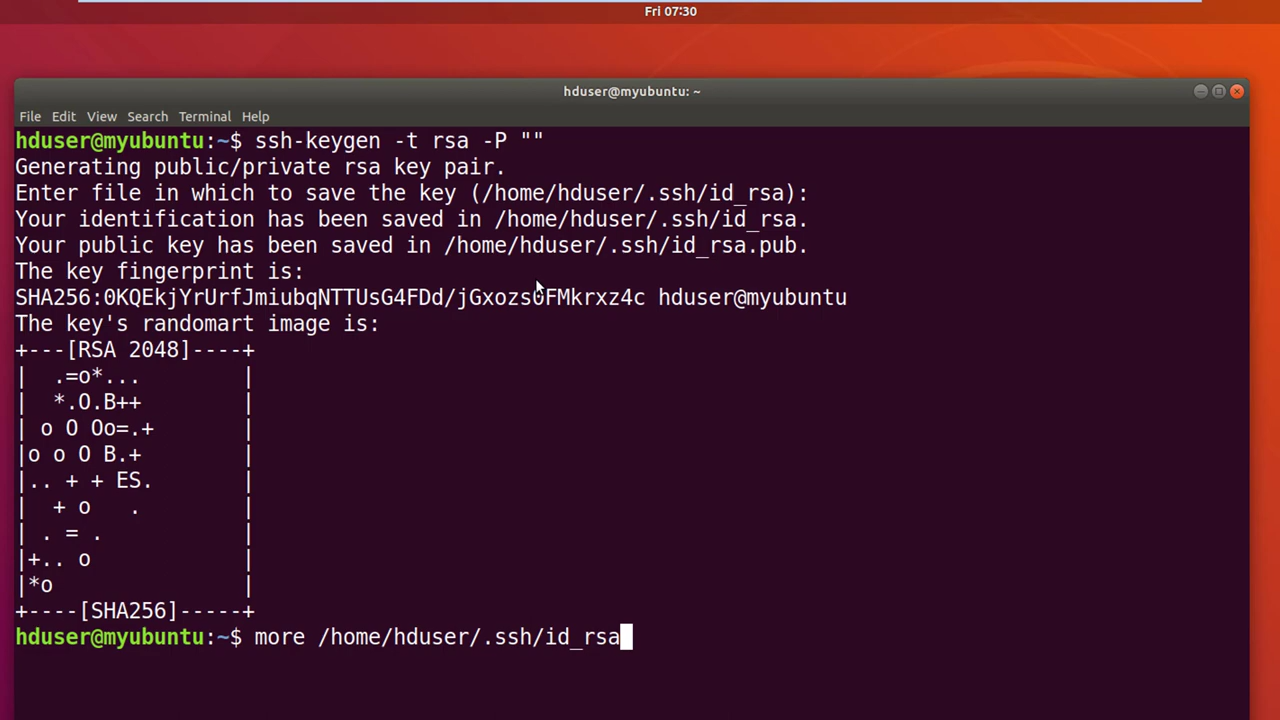 Fri 07:30
hduser@myubuntu: ~
File Edit View Search Terminal Help
hduser@myubuntu:~$ ssh-keygen -t rsa -P ""
Generating public/private rsa key pair.
Enter file in which to save the key (/home/hduser/.ssh/id_rsa):
Your identification has been saved in /home/hduser/.ssh/id_rsa.
Your public key has been saved in /home/hduser/.ssh/id_rsa.pub.
The key fingerprint is:
SHA256:0KQEkjYrUrfJmiubqNTTUsG4FDd/jGxozs0FMkrxz4c hduser@myubuntu
The key's randomart image is:
+---[RSA 2048]----+
|  .=o*...        |
|  *.O.B++        |
| o O Oo=.+       |
|o o O B.+        |
|.. + + ES.       |
|  + o   .        |
| . = .           |
|+.. o            |
|*o               |
+----[SHA256]-----+
hduser@myubuntu:~$ more /home/hduser/.ssh/id_rsa